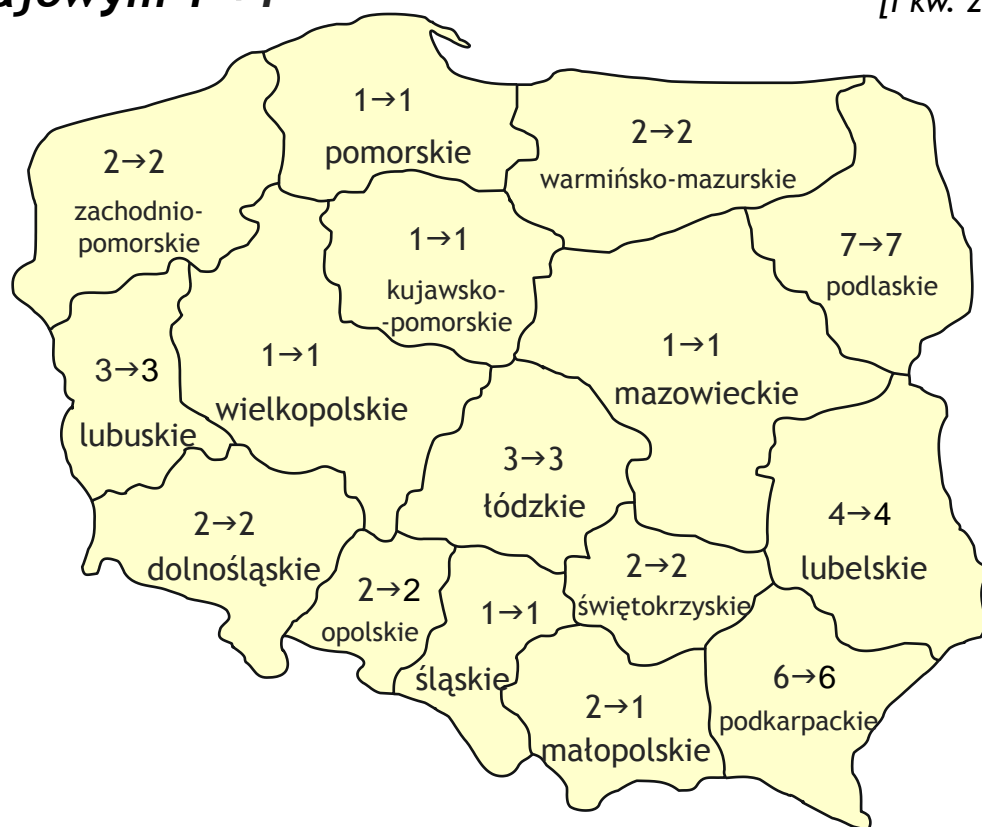 [I kw. 2
1→1
pomorskie
2→2
warmińsko-mazurskie
2→2
zachodnio-
pomorskie
1→1
kujawsko-
-pomorskie
7→7
podlaskie
3→3
lubuskie
1→1
wielkopolskie
1→1
mazowieckie
3→3
łódzkie
4→4
lubelskie
2→2
dolnośląskie
2→2
opolskie
1→1
śląskie
2→2
świętokrzyskie
2→1
małopolskie
6→6
podkarpackie